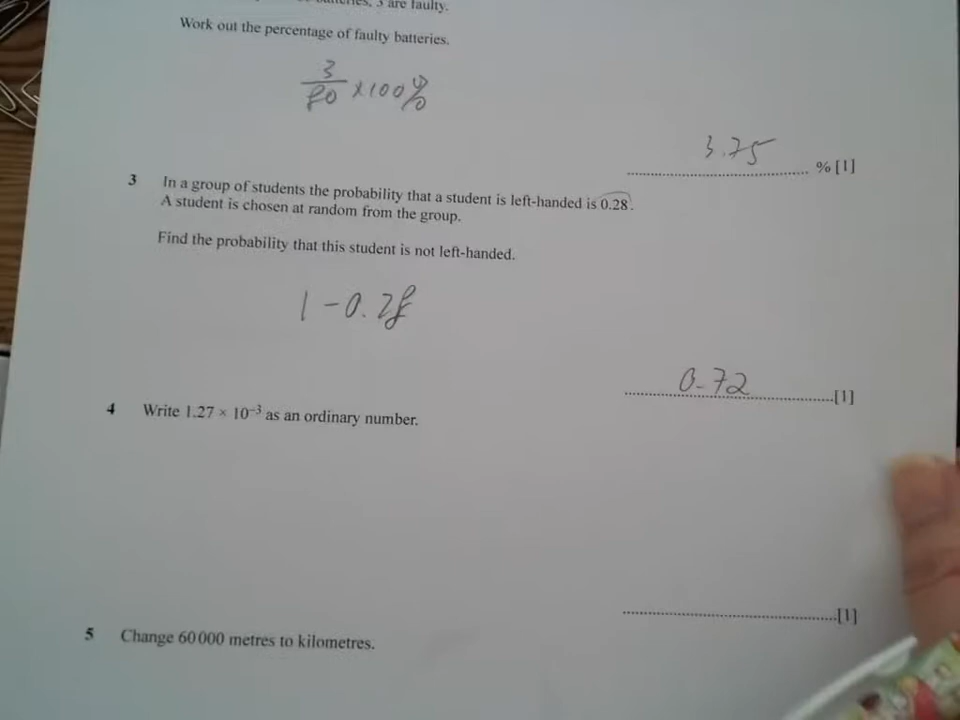 batteries, 3 are faulty.
Work out the percentage of faulty batteries.
3
80 ×100%
3.75
% [1]
3 In a group of students the probability that a student is left-handed is 0.28.
A student is chosen at random from the group.
Find the probability that this student is not left-handed.
1-0.28
0.72
[1]
4 Write 1.27 × 10⁻³ as an ordinary number.
[1]
5 Change 60 000 metres to kilometres.